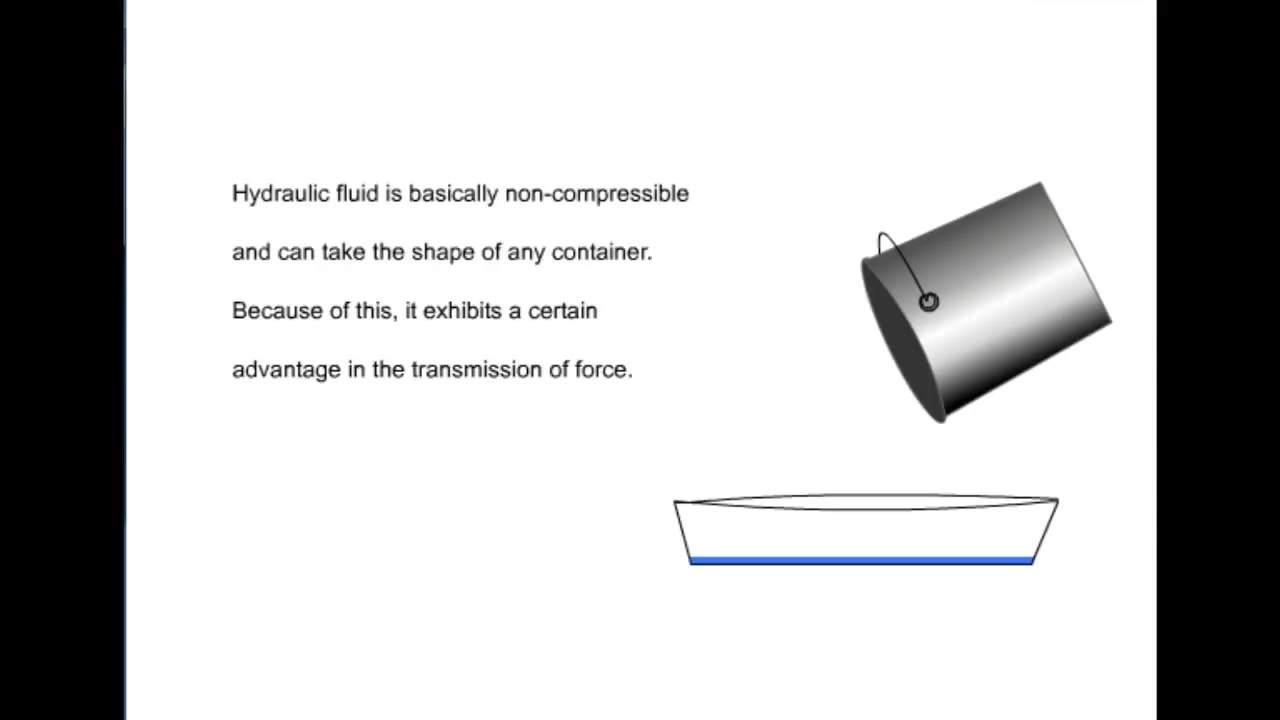 Hydraulic fluid is basically non-compressible
and can take the shape of any container.
Because of this, it exhibits a certain
advantage in the transmission of force.